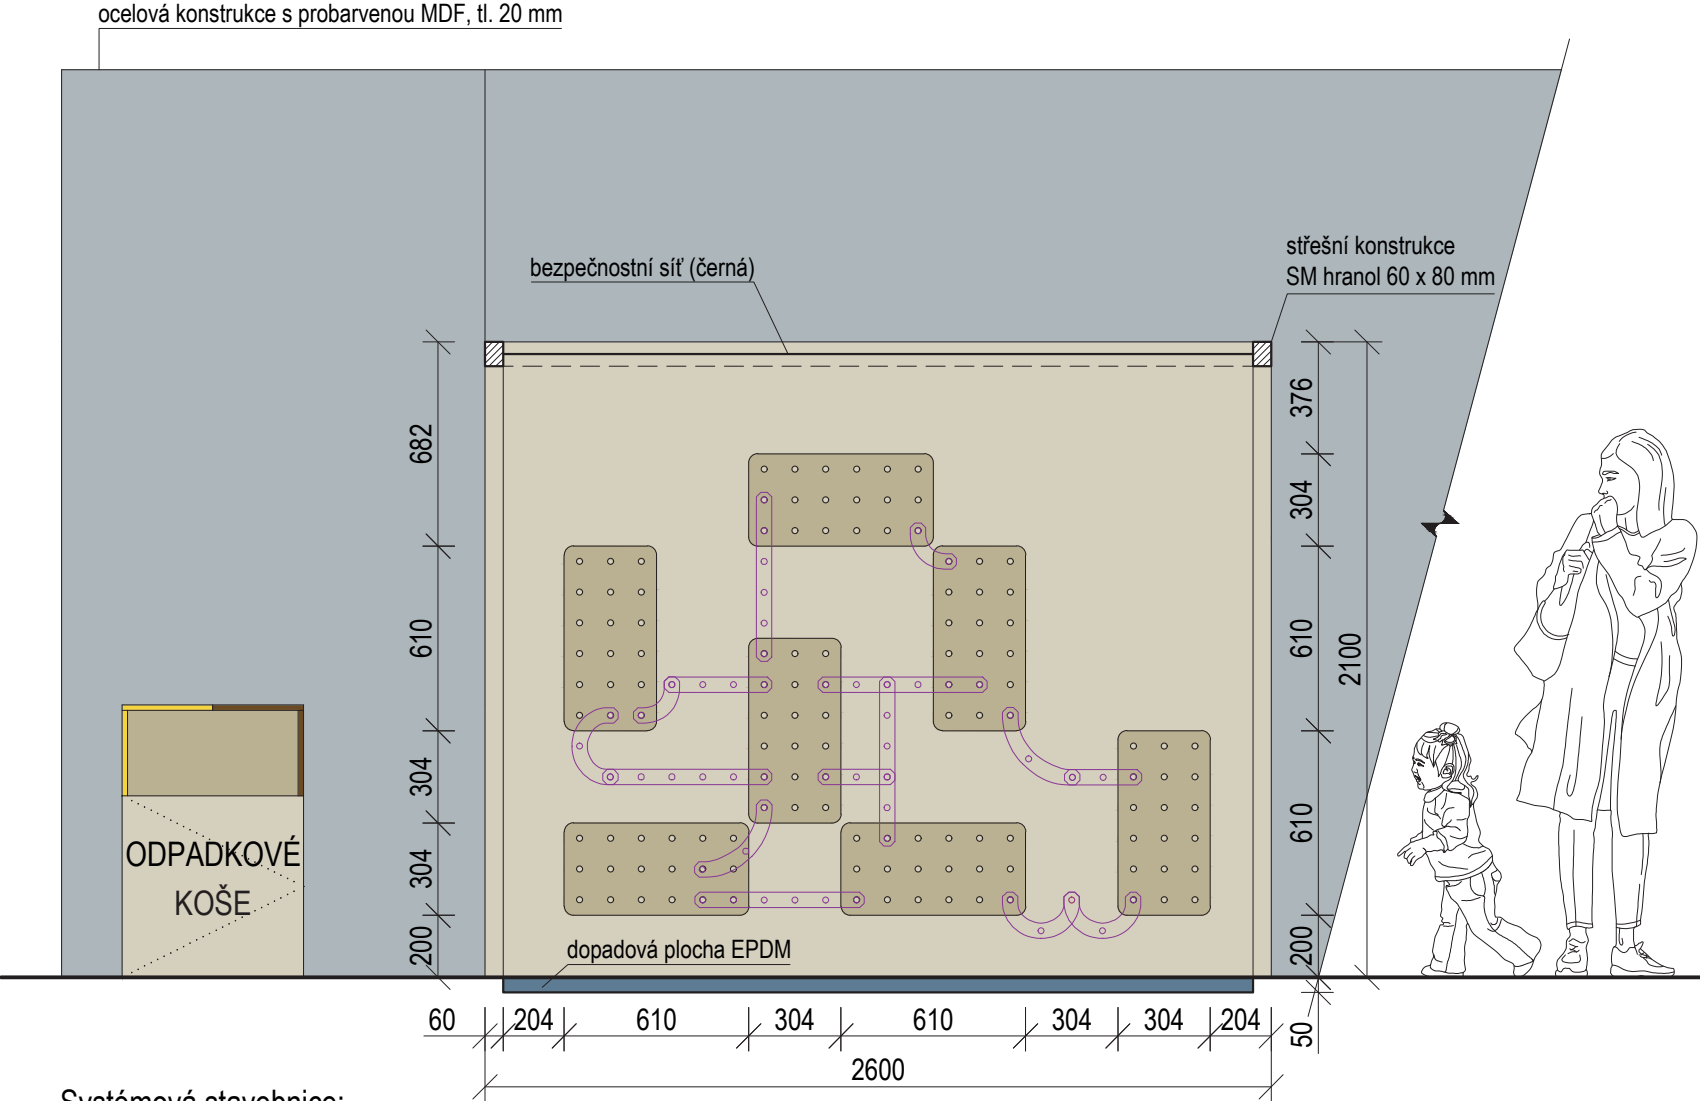 ocelová konstrukce s probarvenou MDF, tl. 20 mm
střešní konstrukce
SM hranol 60 x 80 mm
bezpečnostní síť (černá)
682
610
304
304
200
376
304
610
610
200
2100
50
ODPADKOVÉ
KOŠE
dopadová plocha EPDM
60 204 610 304 610 304 304 204
2600
Systémová stavebnice: